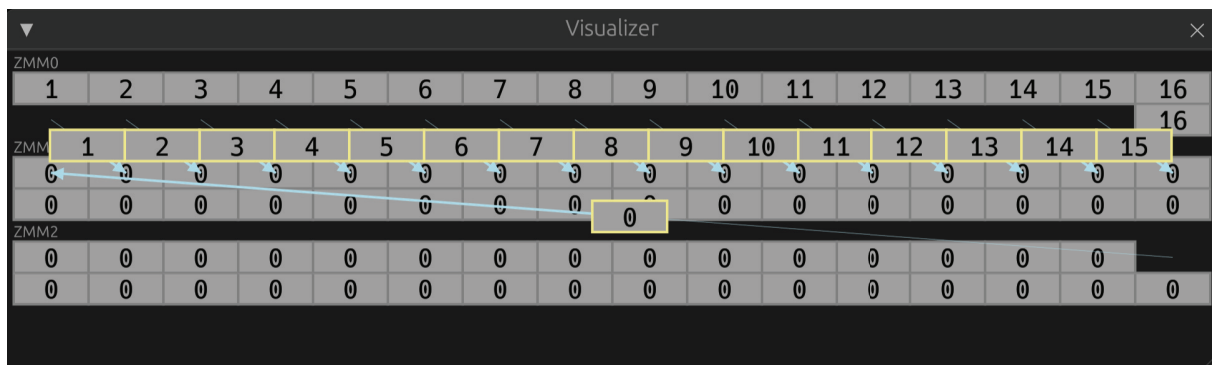 ▼ Visualizer ×
ZMM0
1 2 3 4 5 6 7 8 9 10 11 12 13 14 15 16
16
1 2 3 4 5 6 7 8 9 10 11 12 13 14 15
ZMM
0 0 0 0 0 0 0 0 0 0 0 0 0 0 0 0
0 0 0 0 0 0 0 0 0 0 0 0 0 0 0 0
0
ZMM2
0 0 0 0 0 0 0 0 0 0 0 0 0 0 0
0 0 0 0 0 0 0 0 0 0 0 0 0 0 0 0